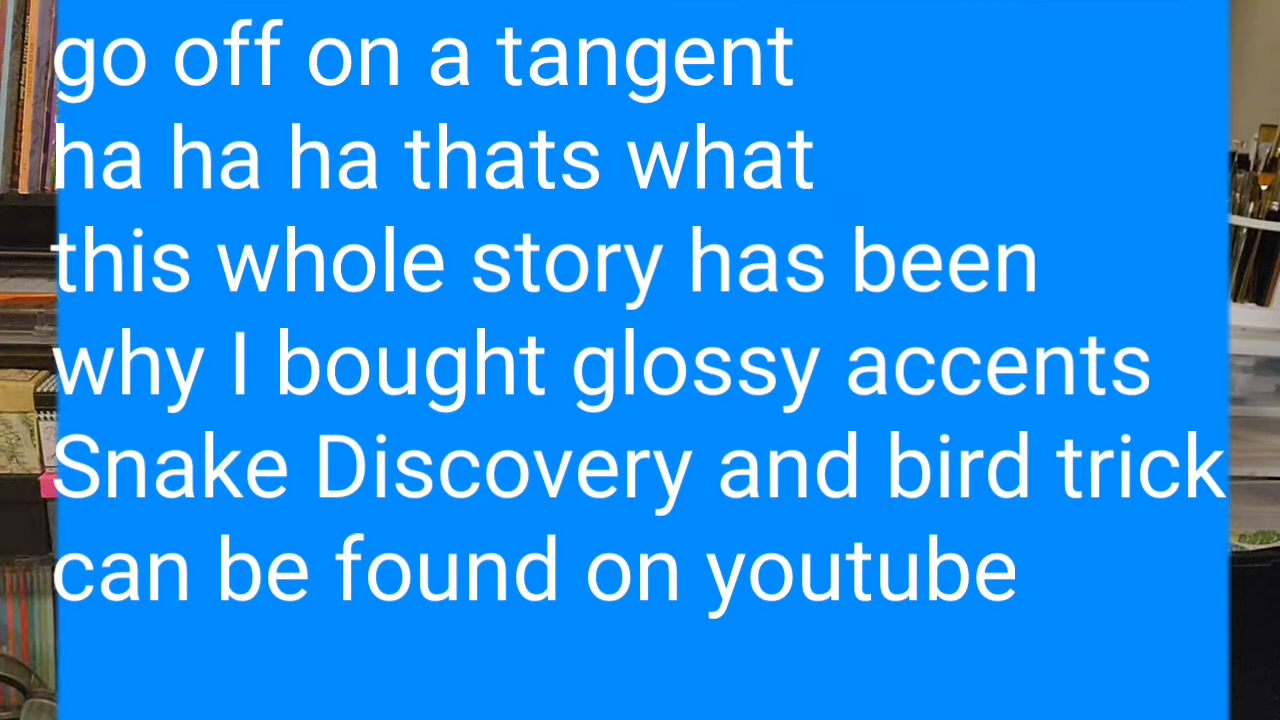 go off on a tangent
ha ha ha thats what
this whole story has been
why I bought glossy accents
Snake Discovery and bird trick
can be found on youtube